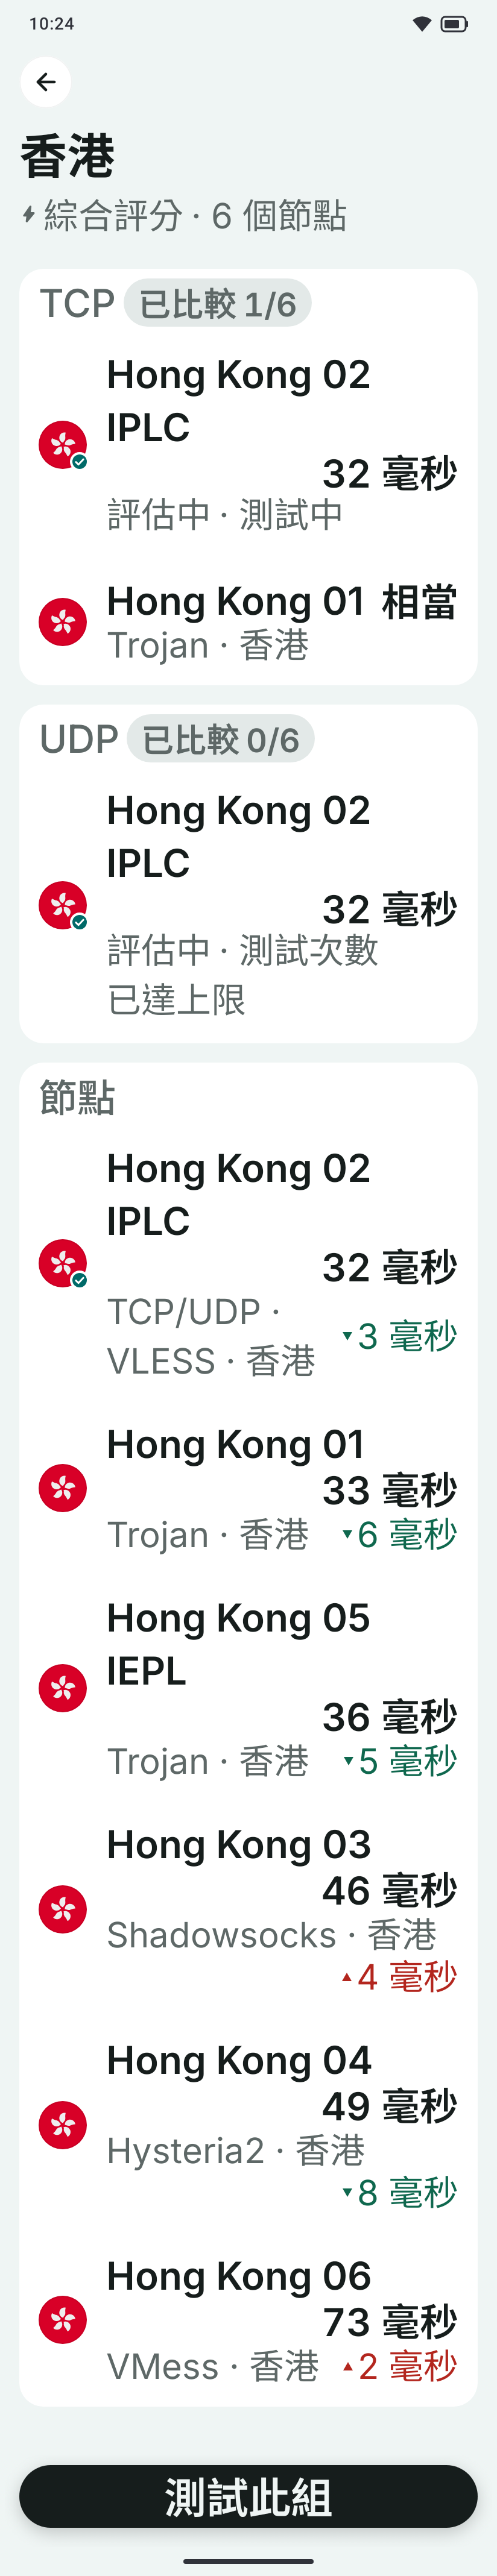 10:24
香港
綜合評分 · 6 個節點
TCP 已比較 1/6
Hong Kong 02
IPLC
32 毫秒
評估中 · 測試中
Hong Kong 01 相當
Trojan · 香港
UDP 已比較 0/6
Hong Kong 02
IPLC
32 毫秒
評估中 · 測試次數
已達上限
節點
Hong Kong 02
IPLC
32 毫秒
TCP/UDP ·
VLESS · 香港
▾3 毫秒
Hong Kong 01
33 毫秒
Trojan · 香港 ▾6 毫秒
Hong Kong 05
IEPL
36 毫秒
Trojan · 香港 ▾5 毫秒
Hong Kong 03
46 毫秒
Shadowsocks · 香港
▴4 毫秒
Hong Kong 04
49 毫秒
Hysteria2 · 香港
▾8 毫秒
Hong Kong 06
73 毫秒
VMess · 香港 ▴2 毫秒
測試此組